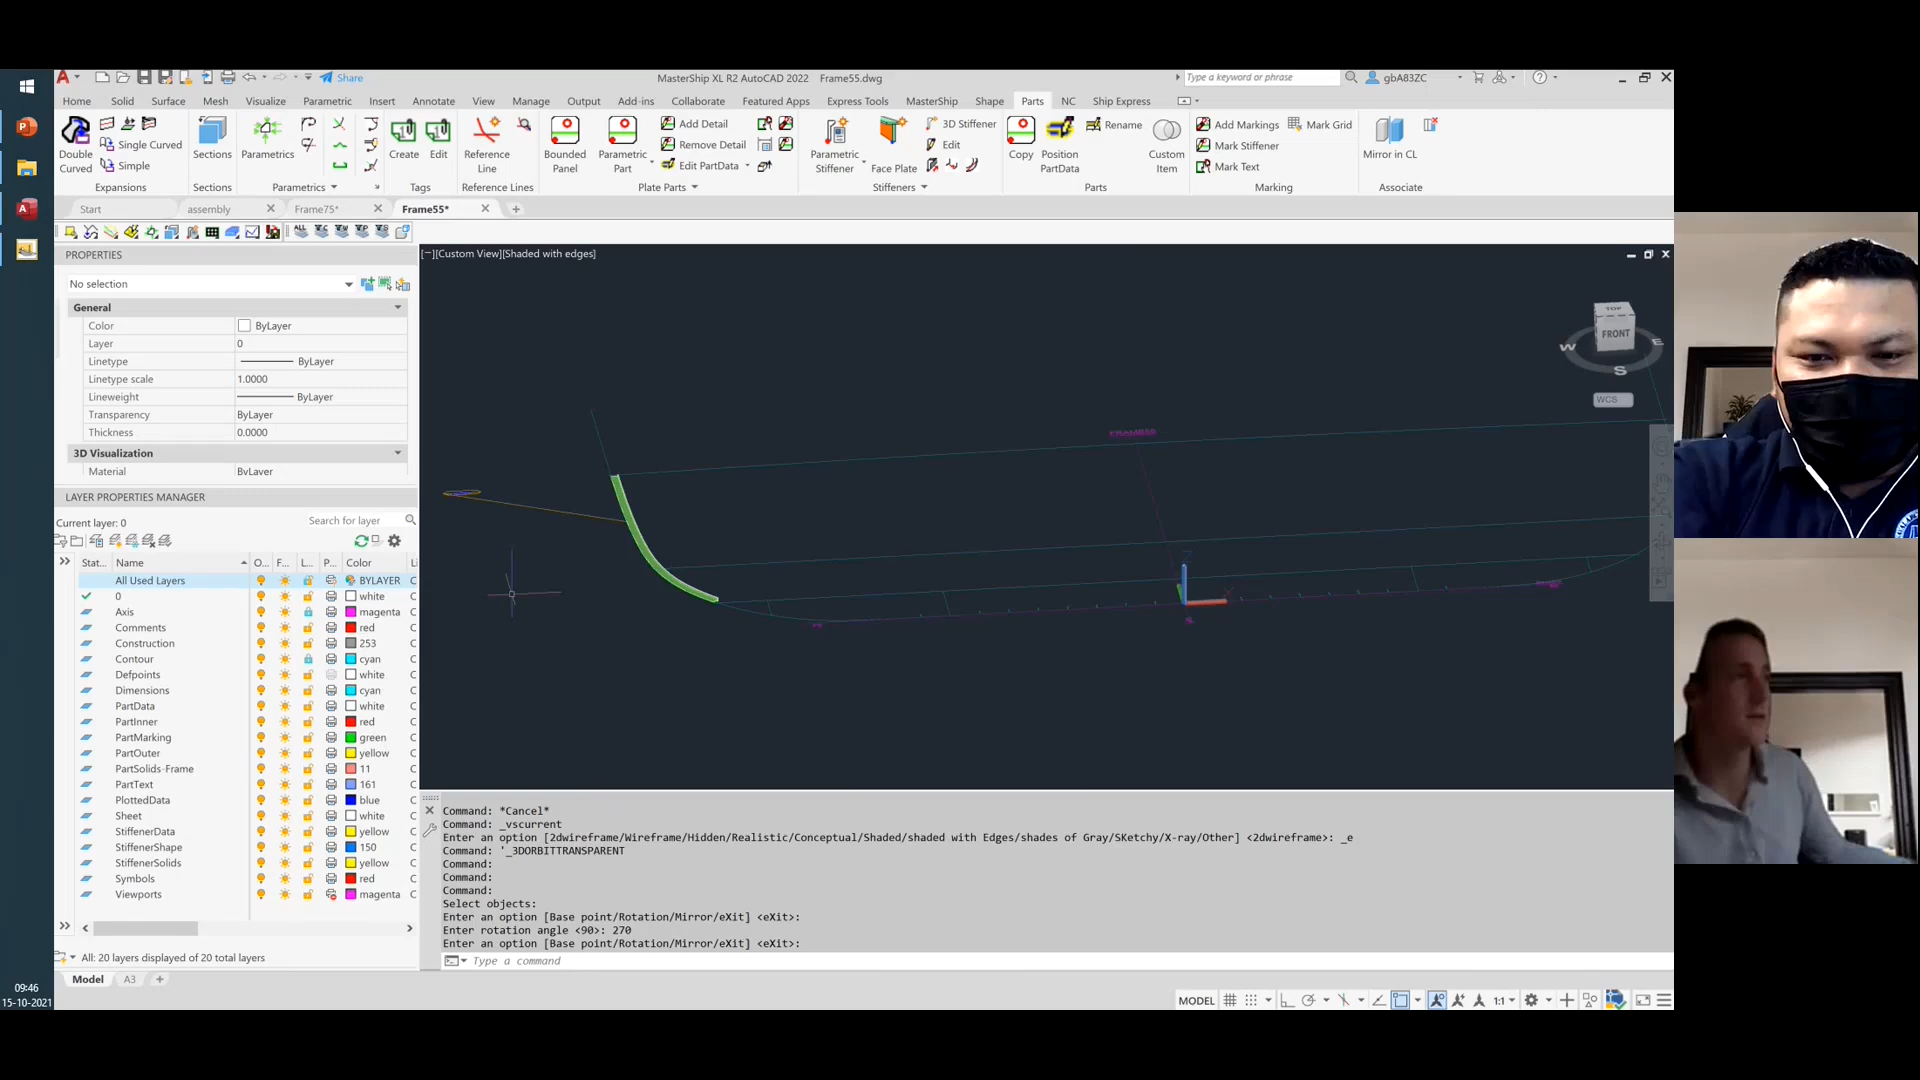 MasterShip XL R2 AutoCAD 2022 Frame55.dwg
Share
Type a keyword or phrase
gbA83ZC
Home Solid Surface Mesh Visualize Parametric Insert Annotate View Manage Output Add-ins Collaborate Featured Apps Express Tools MasterShip Shape Parts NC Ship Express
Double Curved
Single Curved
Simple
Expansions
Sections
Sections
Parametrics
Parametrics
Create
Edit
Tags
Reference Line
Reference Lines
Bounded Panel
Parametric Part
Add Detail
Remove Detail
Edit PartData
Plate Parts
Parametric Stiffener
Face Plate
3D Stiffener
Edit
Stiffeners
Copy
Position PartData
Rename
Custom Item
Parts
Add Markings
Mark Stiffener
Mark Text
Mark Grid
Marking
Mirror in CL
Associate
Start assembly Frame75* Frame55*
PROPERTIES
No selection
General
Color ByLayer
Layer 0
Linetype ByLayer
Linetype scale 1.0000
Lineweight ByLayer
Transparency ByLayer
Thickness 0.0000
3D Visualization
Material ByLayer
LAYER PROPERTIES MANAGER
Current layer: 0
Search for layer
Stat... Name O... F... L... P... Color Li
All Used Layers BYLAYER
0 white C
Axis magenta C
Comments red C
Construction 253 C
Contour cyan C
Defpoints white C
Dimensions cyan C
PartData white C
PartInner red C
PartMarking green C
PartOuter yellow C
PartSolids-Frame 11 C
PartText 161 C
PlottedData blue C
Sheet white C
StiffenerData yellow C
StiffenerShape 150 C
StiffenerSolids yellow C
Symbols red C
Viewports magenta C
All: 20 layers displayed of 20 total layers
Model A3
[−][Custom View][Shaded with edges]
TOP
FRONT
W
E
S
WCS
Command: *Cancel*
Command: _vscurrent
Enter an option [2dwireframe/Wireframe/Hidden/Realistic/Conceptual/Shaded/shaded with Edges/shades of Gray/SKetchy/X-ray/Other] <2dwireframe>: _e
Command: '_3DORBITTRANSPARENT
Command:
Command:
Command:
Select objects:
Enter an option [Base point/Rotation/Mirror/eXit] <eXit>:
Enter rotation angle <90>: 270
Enter an option [Base point/Rotation/Mirror/eXit] <eXit>:
Type a command
MODEL
1:1
09:46
15-10-2021